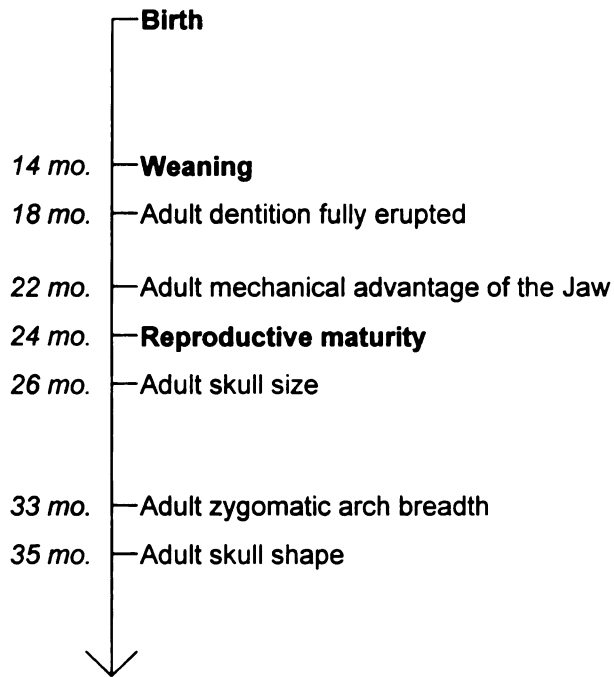 Birth
14 mo. Weaning
18 mo. Adult dentition fully erupted
22 mo. Adult mechanical advantage of the Jaw
24 mo. Reproductive maturity
26 mo. Adult skull size
33 mo. Adult zygomatic arch breadth
35 mo. Adult skull shape